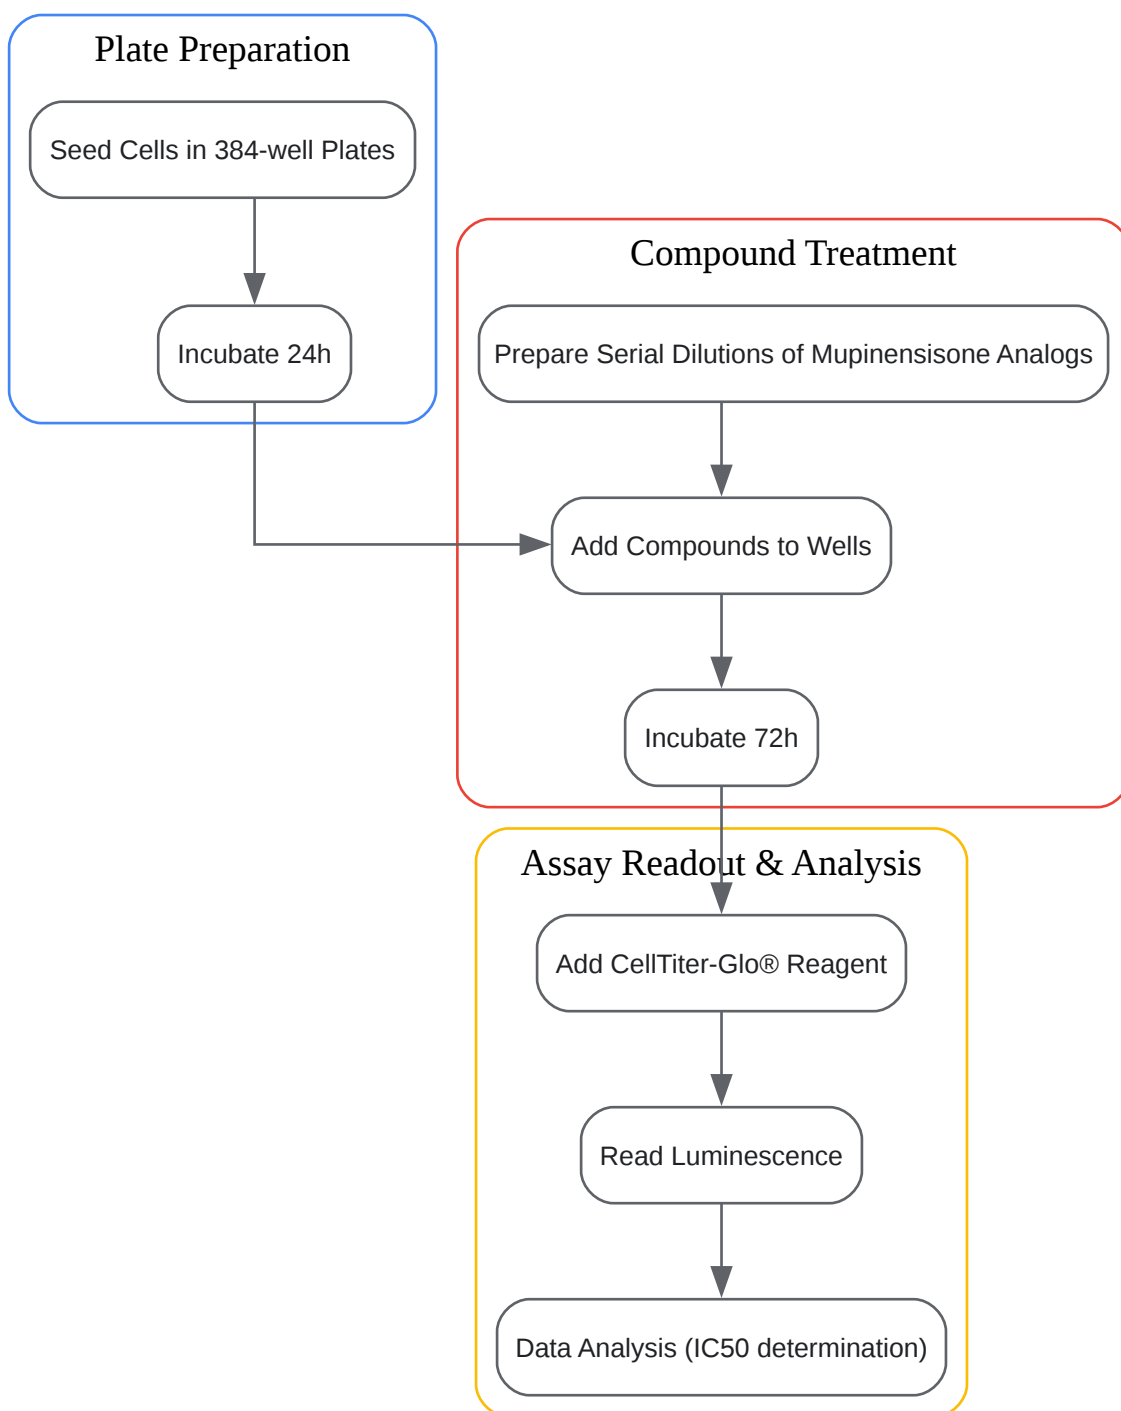 Plate Preparation
Seed Cells in 384-well Plates
Incubate 24h
Compound Treatment
Prepare Serial Dilutions of Mupinensisone Analogs
Add Compounds to Wells
Incubate 72h
Assay Readout & Analysis
Add CellTiter-Glo® Reagent
Read Luminescence
Data Analysis (IC50 determination)